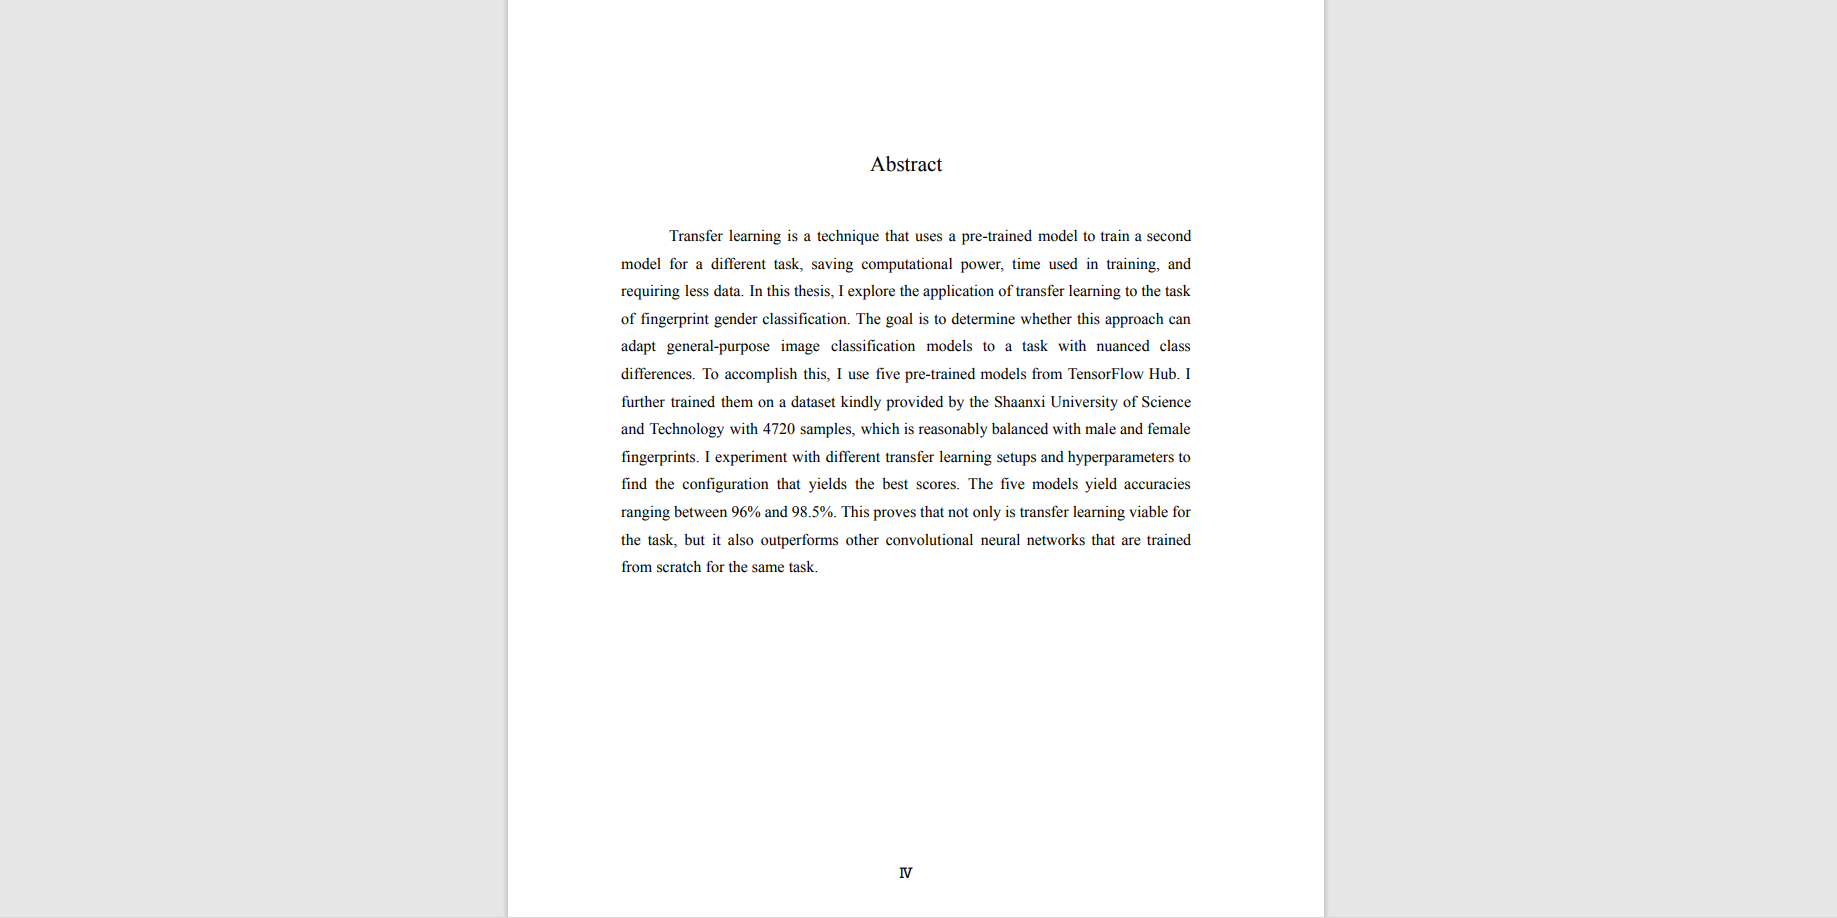 Abstract
Transfer learning is a technique that uses a pre-trained model to train a second
model for a different task, saving computational power, time used in training, and
requiring less data. In this thesis, I explore the application of transfer learning to the task
of fingerprint gender classification. The goal is to determine whether this approach can
adapt general-purpose image classification models to a task with nuanced class
differences. To accomplish this, I use five pre-trained models from TensorFlow Hub. I
further trained them on a dataset kindly provided by the Shaanxi University of Science
and Technology with 4720 samples, which is reasonably balanced with male and female
fingerprints. I experiment with different transfer learning setups and hyperparameters to
find the configuration that yields the best scores. The five models yield accuracies
ranging between 96% and 98.5%. This proves that not only is transfer learning viable for
the task, but it also outperforms other convolutional neural networks that are trained
from scratch for the same task.
IV